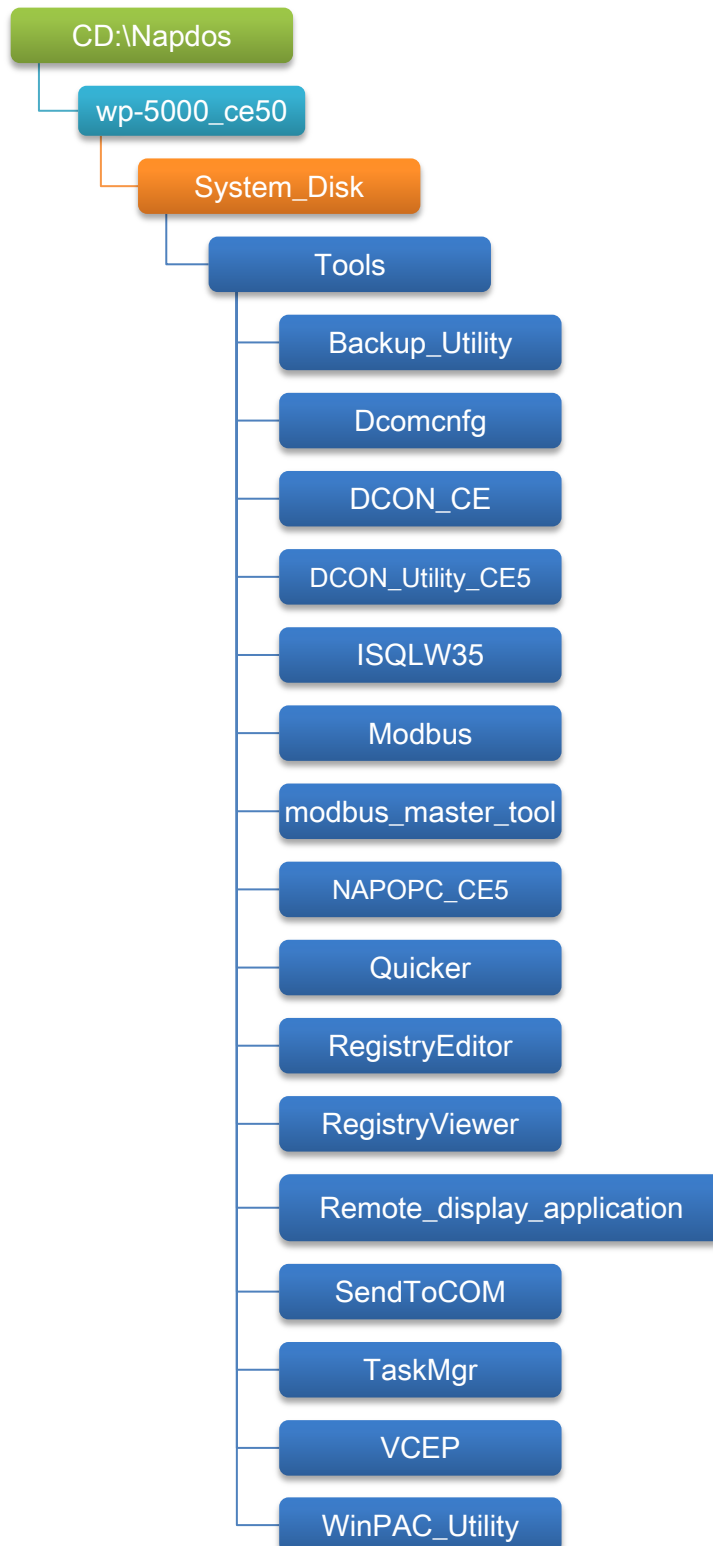 CD:\Napdos
wp-5000_ce50
System_Disk
Tools
Backup_Utility
Dcomcnfg
DCON_CE
DCON_Utility_CE5
ISQLW35
Modbus
modbus_master_tool
NAPOPC_CE5
Quicker
RegistryEditor
RegistryViewer
Remote_display_application
SendToCOM
TaskMgr
VCEP
WinPAC_Utility